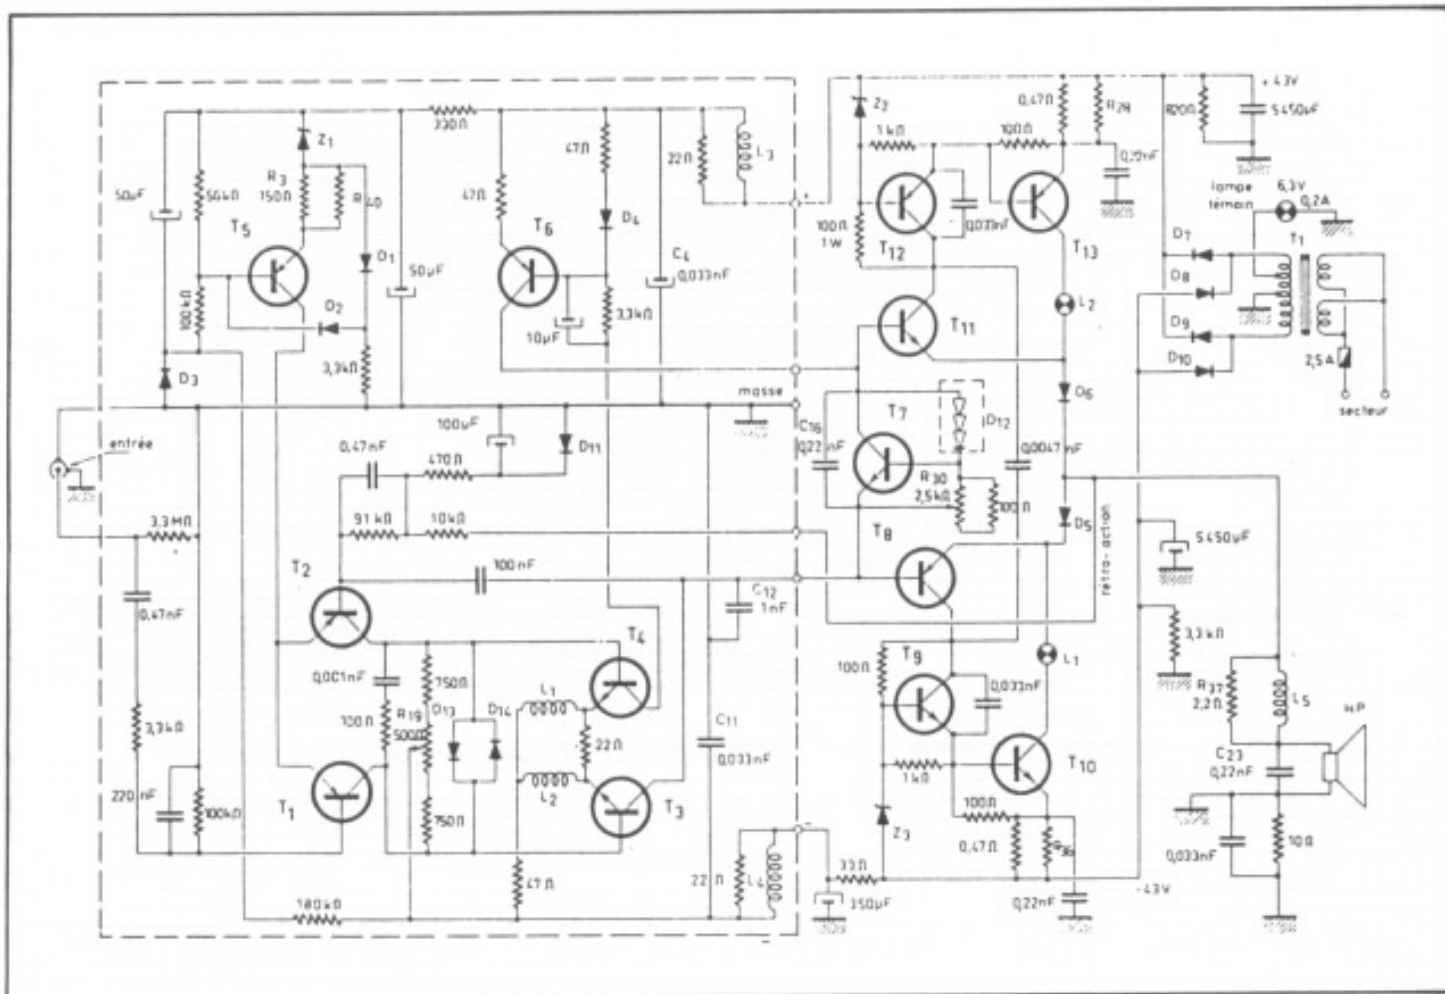 + 43V
Z2
0,47Ω
R28
820Ω
5450µF
330Ω
Z1
1kΩ
100Ω
47Ω
22Ω
L3
0,22nF
lampe
témoin
6,3V
0,2A
50µF
56kΩ
R3
150Ω
R40
47Ω
D4
+
0,033nF
T5
T6
100Ω
1W
T12
T13
D7
T1
D1
C4
0,033nF
D8
50µF
L2
100kΩ
D2
3,3kΩ
T11
D9
10µF
2,5A
D3
3,3kΩ
D10
masse
D6
secteur
T7
D12
entrée
100µF
C16
0,22nF
0,47nF
D11
0,0047nF
470Ω
R30
2,5kΩ
100Ω
3,3MΩ
91kΩ
10kΩ
D5
T8
5450µF
rétro-action
T2
100nF
C12
1nF
0,47nF
T4
3,3kΩ
100Ω
T9
L1
0,001nF
750Ω
L1
0,033nF
R37
2,2Ω
L5
H.P
D13
D14
C11
0,033nF
3,3kΩ
100Ω
R19
500Ω
22Ω
C23
0,22nF
1kΩ
T10
L2
220nF
T1
T3
100kΩ
750Ω
100Ω
-
Z3
0,47Ω
R36
0,033nF
10Ω
47Ω
22Ω
L4
33Ω
-43V
180kΩ
350µF
0,22nF